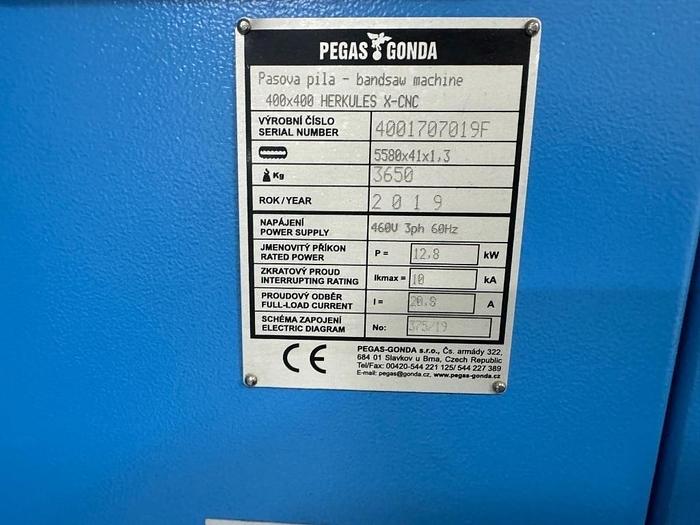 PEGAS GONDA
Pasova pila - bandsaw machine
400x400 HERKULES X-CNC
VÝROBNÍ ČÍSLO
SERIAL NUMBER
4001707019F
5580x41x1,3
Kg
3650
ROK/YEAR
2019
NAPÁJENÍ
POWER SUPPLY
460V 3ph 60Hz
JMENOVITÝ PŘÍKON
RATED POWER
P= 12,8 kW
ZKRATOVÝ PROUD
INTERRUPTING RATING
Ikmax= 10 kA
PROUDOVÝ ODBĚR
FULL-LOAD CURRENT
I= 20,8 A
SCHÉMA ZAPOJENÍ
ELECTRIC DIAGRAM
No: 375/19
CE
PEGAS-GONDA s.r.o., Čs. armády 322,
684 01 Slavkov u Brna, Czech Republic
Tel/Fax: 00420-544 221 125/ 544 227 389
E-mail: pegas@gonda.cz, www.pegas-gonda.cz